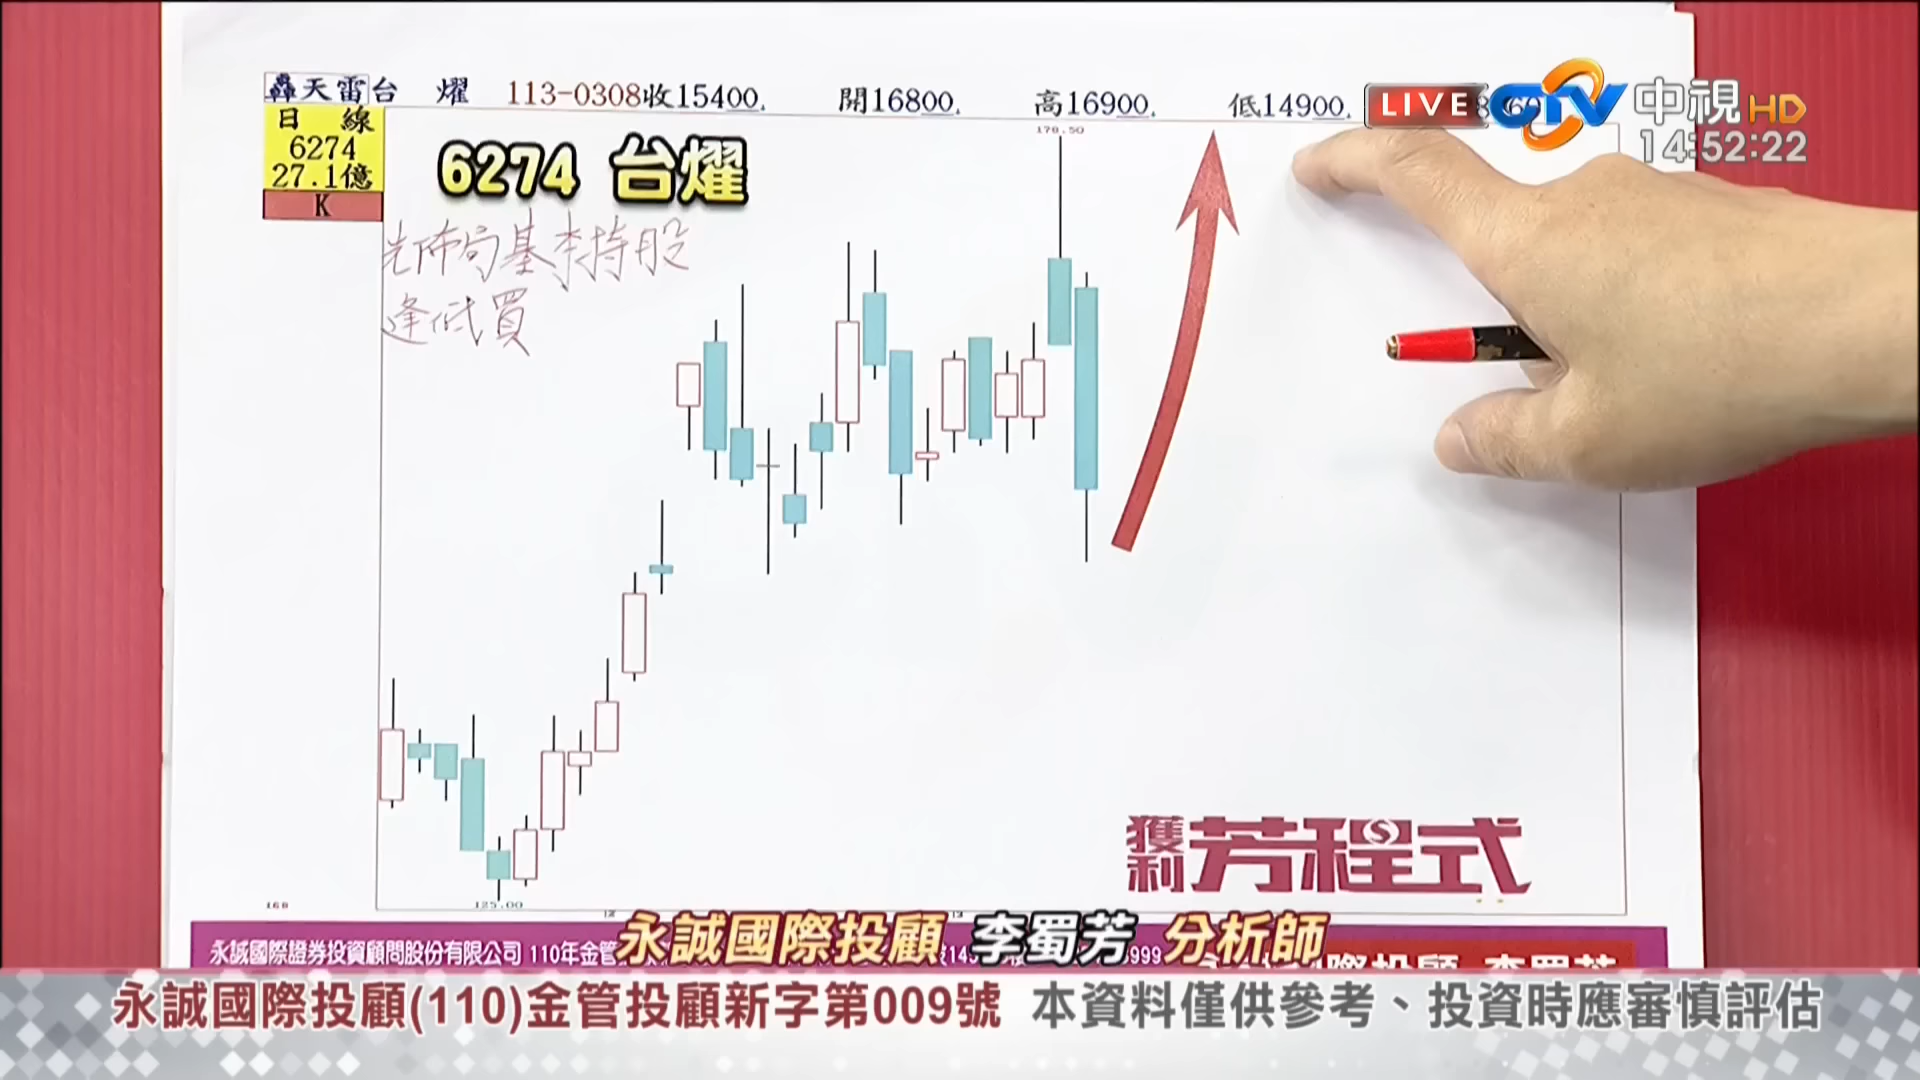 轟天雷台 燿 113-0308收15400. 開16800. 高16900. 低14900.
LIVE CTV 中視HD
14:52:22
日 線
6274
27.1億
K
6274 台燿
178.50
先佈局基本持股
逢低買
125.00
168
12
獲利芳程式
永誠國際投顧 李蜀芳 分析師
永誠國際證券投資顧問股份有限公司 110年金管
999
永誠國際投顧(110)金管投顧新字第009號 本資料僅供參考、投資時應審慎評估